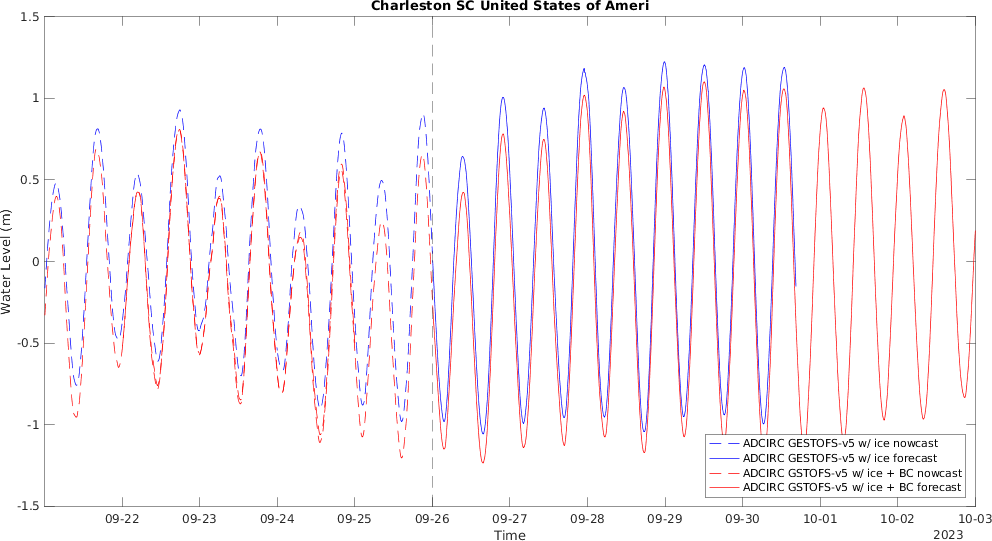 Charleston SC United States of Ameri
1.5
1
0.5
0
-0.5
-1
-1.5
Water Level (m)
ADCIRC GESTOFS-v5 w/ ice nowcast
ADCIRC GESTOFS-v5 w/ ice forecast
ADCIRC GSTOFS-v5 w/ ice + BC nowcast
ADCIRC GSTOFS-v5 w/ ice + BC forecast
09-22 09-23 09-24 09-25 09-26 09-27 09-28 09-29 09-30 10-01 10-02 10-03
Time 2023